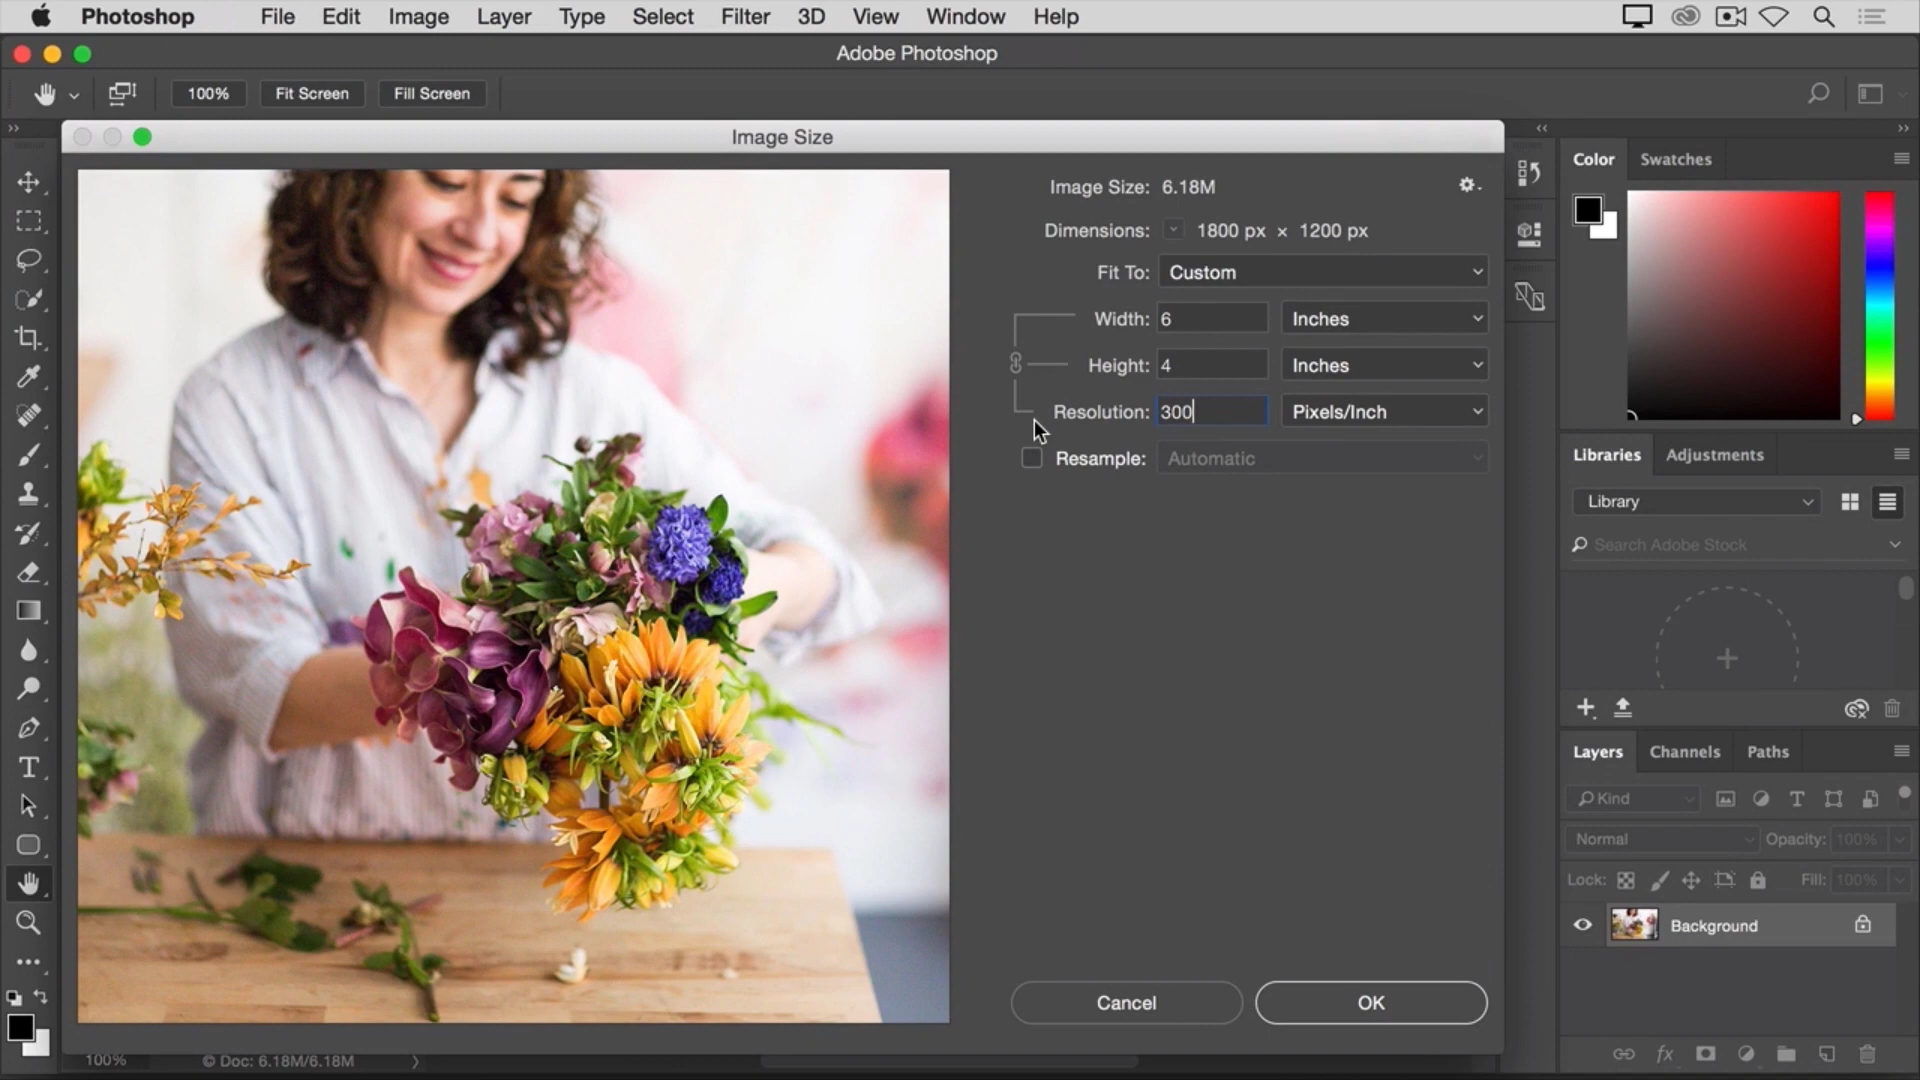 Photoshop File Edit Image Layer Type Select Filter 3D View Window Help
Adobe Photoshop
100% Fit Screen Fill Screen
Image Size
Image Size: 6.18M
Dimensions: 1800 px × 1200 px
Fit To: Custom
Width: 6 Inches
Height: 4 Inches
Resolution: 300 Pixels/Inch
Resample: Automatic
Cancel OK
100% © Doc: 6.18M/6.18M
Color Swatches
Libraries Adjustments
Library
Search Adobe Stock
Layers Channels Paths
Kind
Normal Opacity: 100%
Lock: Fill: 100%
Background
fx